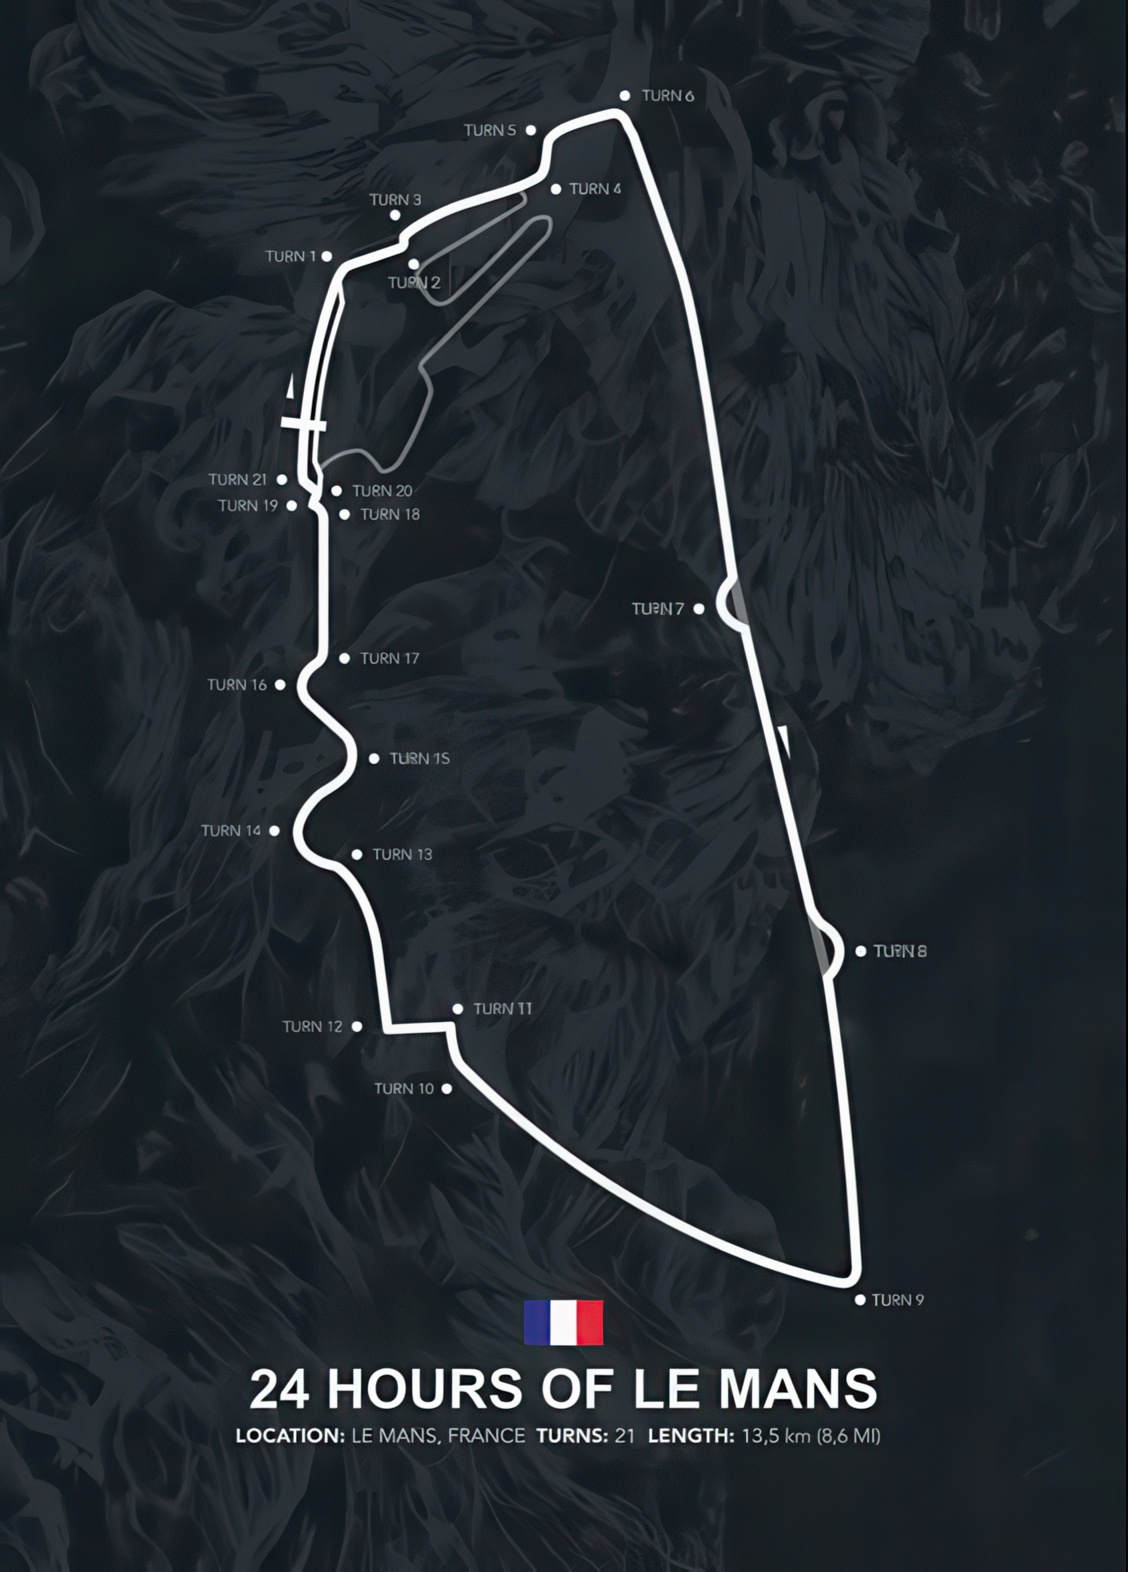 TURN 6
TURN 5
TURN 4
TURN 3
TURN 1
TURN 2
TURN 21
TURN 20
TURN 19
TURN 18
TURN 7
TURN 17
TURN 16
TURN 15
TURN 14
TURN 13
TURN 8
TURN 11
TURN 12
TURN 10
TURN 9
24 HOURS OF LE MANS
LOCATION: LE MANS, FRANCE TURNS: 21 LENGTH: 13,5 km (8,6 MI)